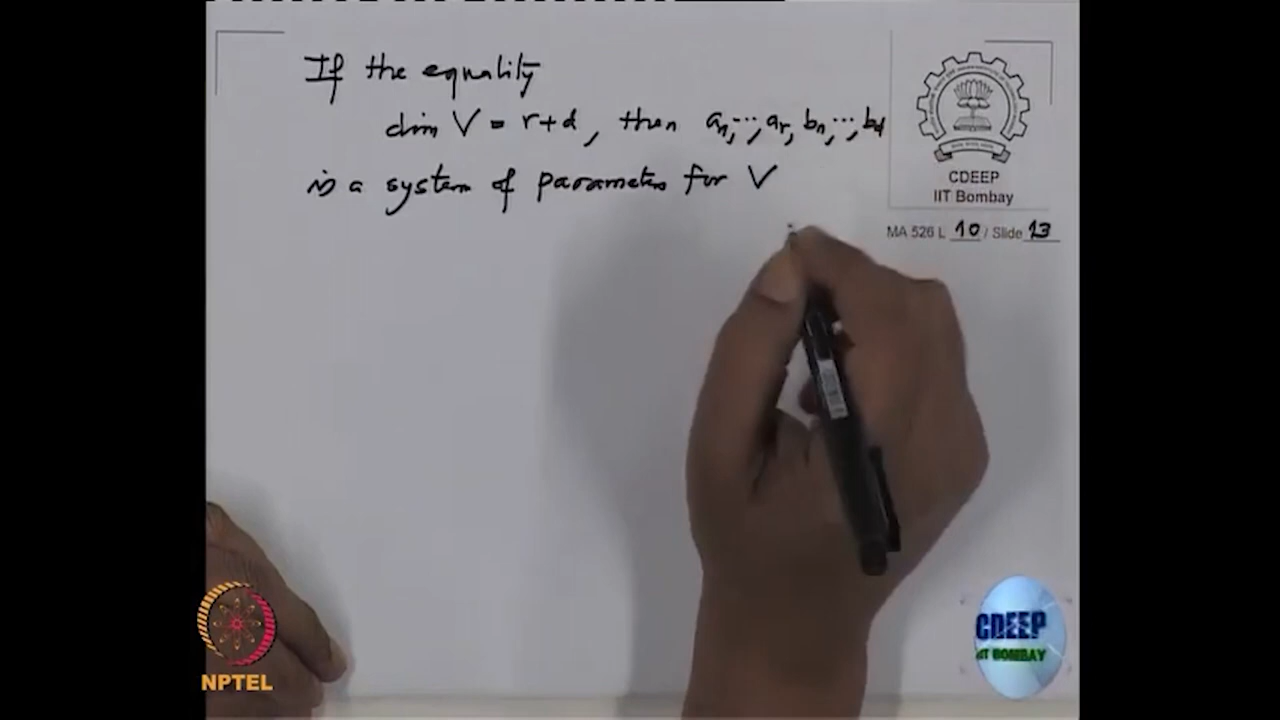 If the equality
dim V = r+d, then a₁, ..., aᵣ, b₁, ..., b_d
is a system of parameters for V
CDEEP
IIT Bombay
MA 526 L 10 / Slide 13
NPTEL
CDEEP
IIT BOMBAY